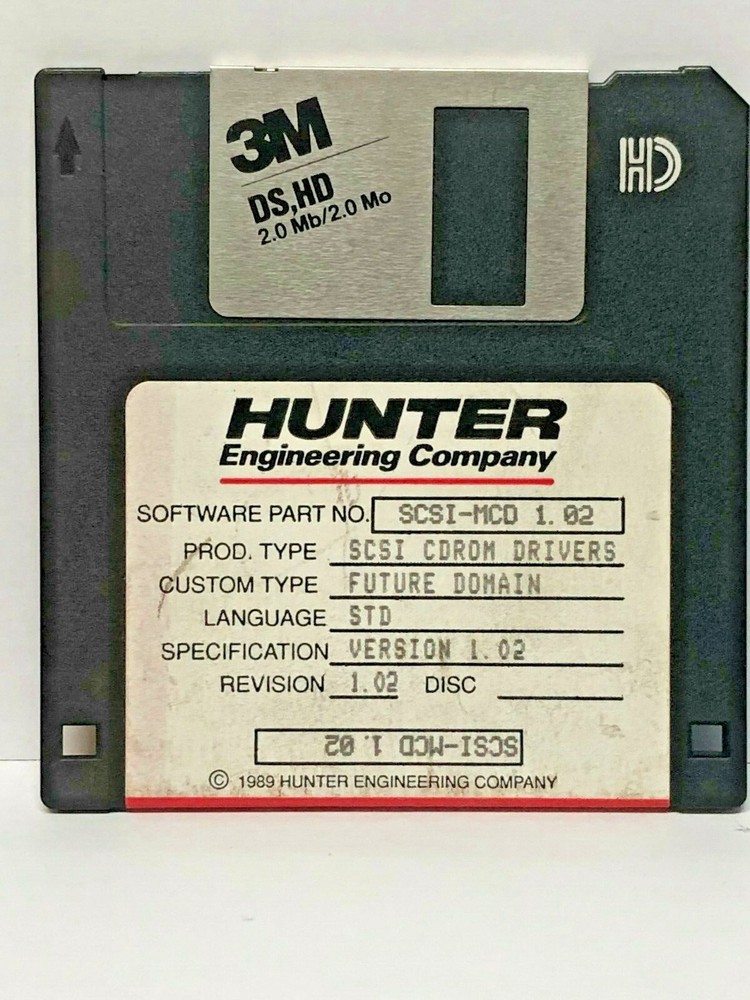 3M
DS,HD
2.0 Mb/2.0 Mo
HD
HUNTER
Engineering Company
SOFTWARE PART NO. SCSI-MCD 1.02
PROD. TYPE SCSI CDROM DRIVERS
CUSTOM TYPE FUTURE DOMAIN
LANGUAGE STD
SPECIFICATION VERSION 1.02
REVISION 1.02 DISC
SCSI-MCD 1.02
© 1989 HUNTER ENGINEERING COMPANY